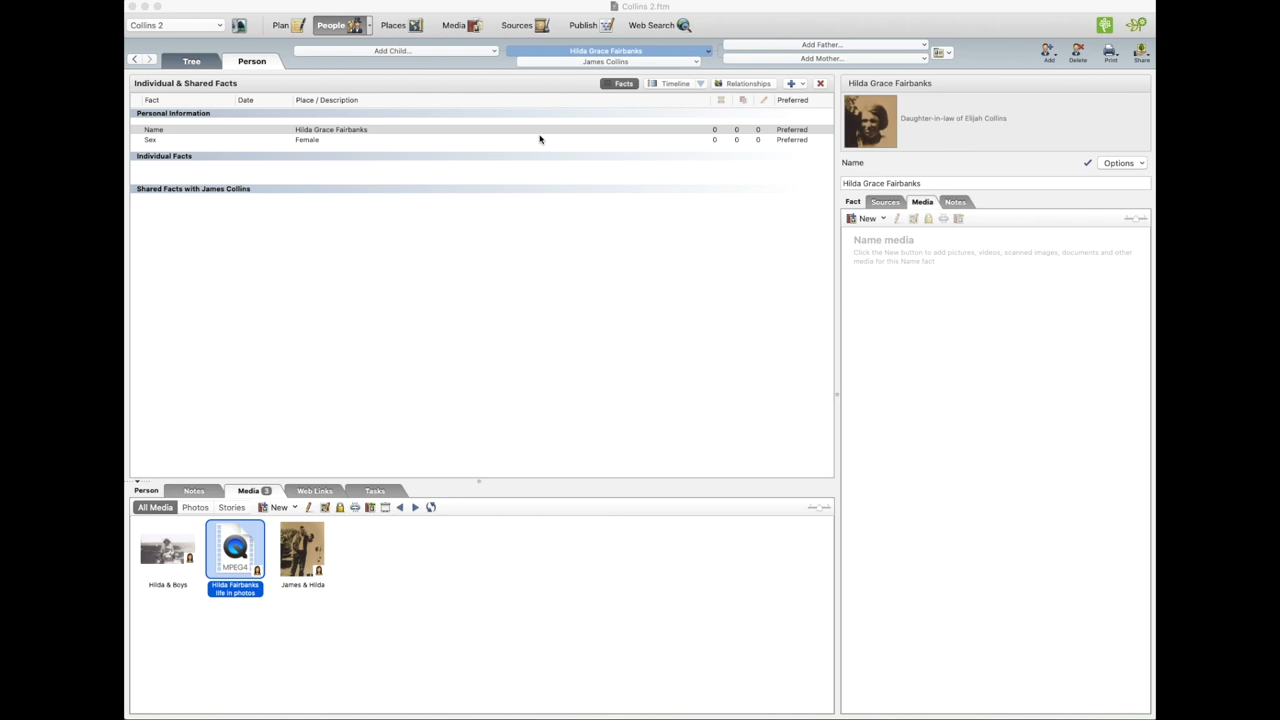 Collins 2.ftm
Collins 2 Plan People Places Media Sources Publish Web Search
Add Child... Hilda Grace Fairbanks Add Father...
James Collins Add Mother...
Tree Person Add Delete Print Share
Individual & Shared Facts Facts Timeline Relationships
Fact Date Place / Description Preferred
Personal Information
Name Hilda Grace Fairbanks 0 0 0 Preferred
Sex Female 0 0 0 Preferred
Individual Facts
Shared Facts with James Collins
Hilda Grace Fairbanks
Daughter-in-law of Elijah Collins
Name Options
Hilda Grace Fairbanks
Fact Sources Media Notes
New
Name media
Click the New button to add pictures, videos, scanned images, documents and other
media for this Name fact
Person Notes Media 3 Web Links Tasks
All Media Photos Stories New
MPEG4
Hilda & Boys
Hilda Fairbanks
life in photos
James & Hilda